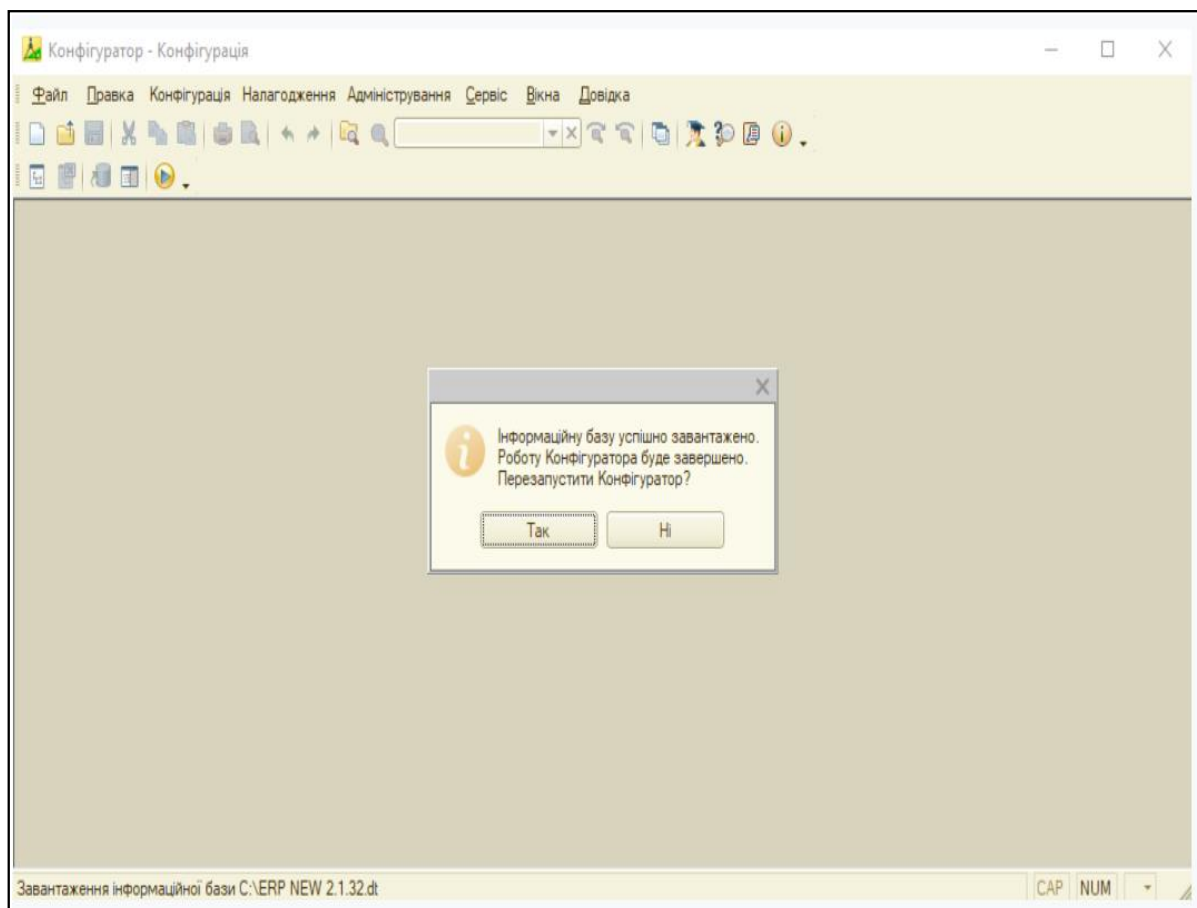 Конфігуратор - Конфігурація
Файл Правка Конфігурація Налагодження Адміністрування Сервіс Вікна Довідка
Інформаційну базу успішно завантажено.
Роботу Конфігуратора буде завершено.
Перезапустити Конфігуратор?
Так Ні
Завантаження інформаційної бази C:\ERP NEW 2.1.32.dt CAP NUM